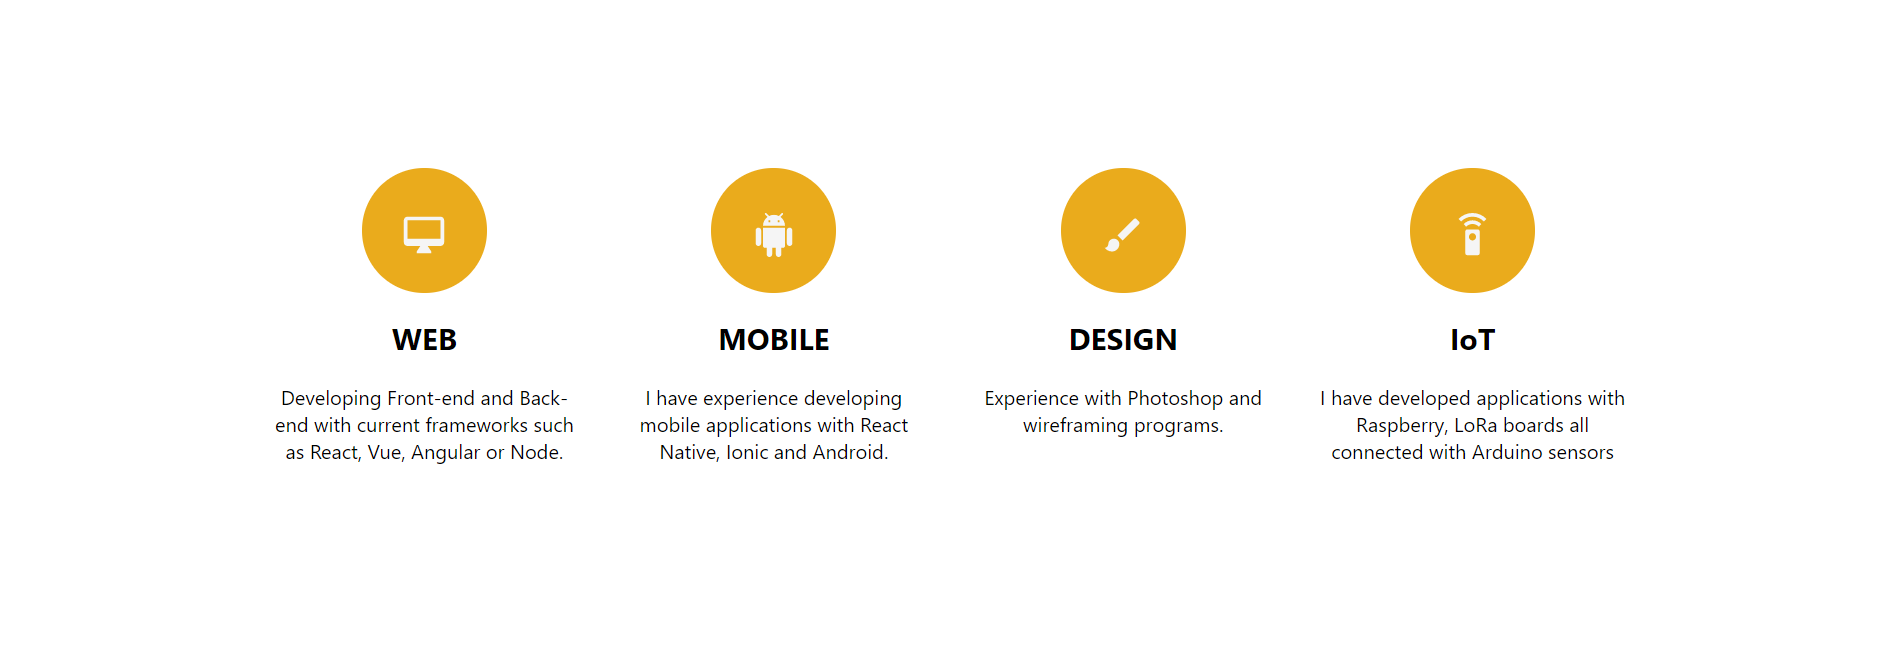 WEB
Developing Front-end and Back-
end with current frameworks such
as React, Vue, Angular or Node.
MOBILE
I have experience developing
mobile applications with React
Native, Ionic and Android.
DESIGN
Experience with Photoshop and
wireframing programs.
IoT
I have developed applications with
Raspberry, LoRa boards all
connected with Arduino sensors